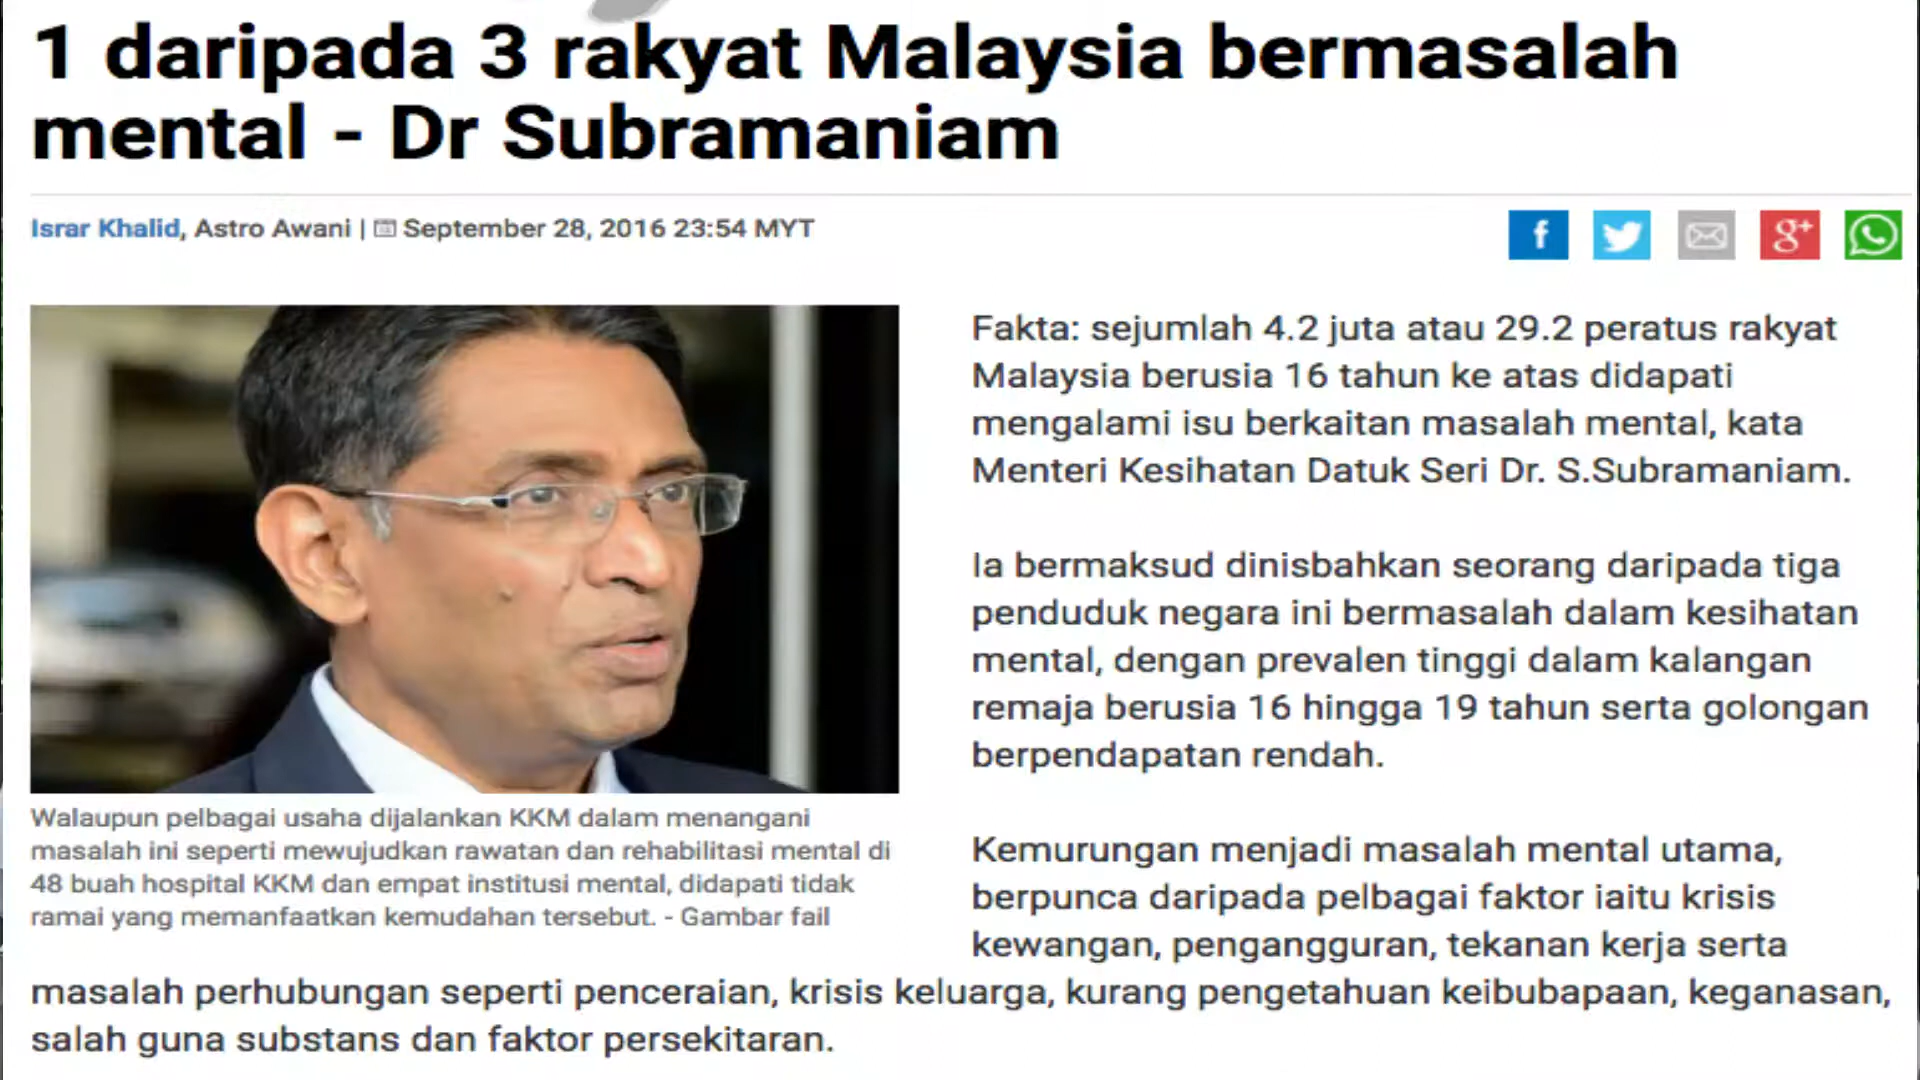 1 daripada 3 rakyat Malaysia bermasalah
mental - Dr Subramaniam
Israr Khalid, Astro Awani | September 28, 2016 23:54 MYT
f
g+
Fakta: sejumlah 4.2 juta atau 29.2 peratus rakyat
Malaysia berusia 16 tahun ke atas didapati
mengalami isu berkaitan masalah mental, kata
Menteri Kesihatan Datuk Seri Dr. S.Subramaniam.
Ia bermaksud dinisbahkan seorang daripada tiga
penduduk negara ini bermasalah dalam kesihatan
mental, dengan prevalen tinggi dalam kalangan
remaja berusia 16 hingga 19 tahun serta golongan
berpendapatan rendah.
Walaupun pelbagai usaha dijalankan KKM dalam menangani
masalah ini seperti mewujudkan rawatan dan rehabilitasi mental di
48 buah hospital KKM dan empat institusi mental, didapati tidak
ramai yang memanfaatkan kemudahan tersebut. - Gambar fail
Kemurungan menjadi masalah mental utama,
berpunca daripada pelbagai faktor iaitu krisis
kewangan, pengangguran, tekanan kerja serta
masalah perhubungan seperti penceraian, krisis keluarga, kurang pengetahuan keibubapaan, keganasan,
salah guna substans dan faktor persekitaran.